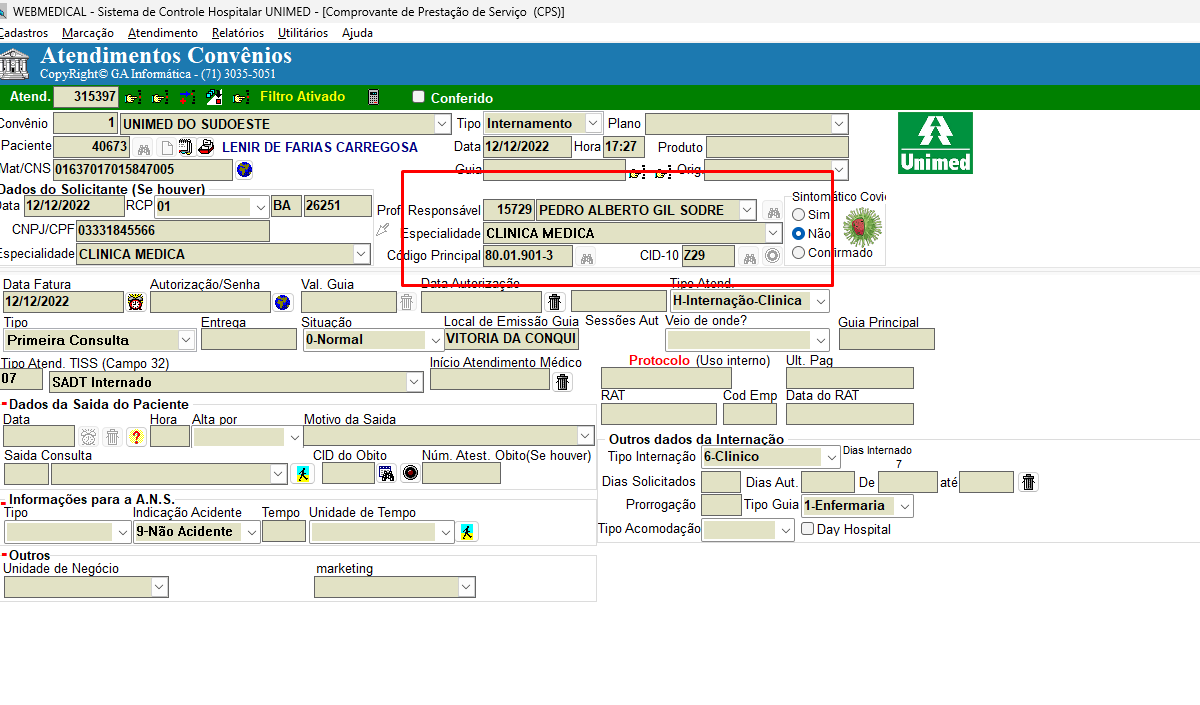 WEBMEDICAL - Sistema de Controle Hospitalar UNIMED - [Comprovante de Prestação de Serviço (CPS)]
Cadastros Marcação Atendimento Relatórios Utilitários Ajuda
Atendimentos Convênios
CopyRight© GA Informática - (71) 3035-5051
Atend. 315397 Filtro Ativado Conferido
Convênio 1 UNIMED DO SUDOESTE Tipo Internamento Plano
Paciente 40673 LENIR DE FARIAS CARREGOSA Data 12/12/2022 Hora 17:27 Produto
Unimed
Mat/CNS 01637017015847005 Guia Orig
Dados do Solicitante (Se houver)
Data 12/12/2022 RCP 01 BA 26251
CNPJ/CPF 03331845566
Especialidade CLINICA MEDICA
Prof Responsável 15729 PEDRO ALBERTO GIL SODRE
Especialidade CLINICA MEDICA
Código Principal 80.01.901-3 CID-10 Z29
Sintomático Covi
Sim
Não
Confirmado
Data Fatura Autorização/Senha Val. Guia Data Autorização Tipo Atend.
12/12/2022 H-Internação-Clinica
Tipo Entrega Situação Local de Emissão Guia Sessões Aut Veio de onde? Guia Principal
Primeira Consulta 0-Normal VITORIA DA CONQUI
Tipo Atend. TISS (Campo 32) Início Atendimento Médico
07 SADT Internado
Protocolo (Uso interno) Ult. Pag
RAT Cod Emp Data do RAT
Dados da Saida do Paciente
Data Hora Alta por Motivo da Saida
Saida Consulta CID do Obito Núm. Atest. Obito(Se houver)
Informações para a A.N.S.
Tipo Indicação Acidente Tempo Unidade de Tempo
9-Não Acidente
Outros
Unidade de Negócio marketing
Outros dados da Internação
Tipo Internação 6-Clinico Dias Internado
7
Dias Solicitados Dias Aut. De até
Prorrogação Tipo Guia 1-Enfermaria
Tipo Acomodação Day Hospital